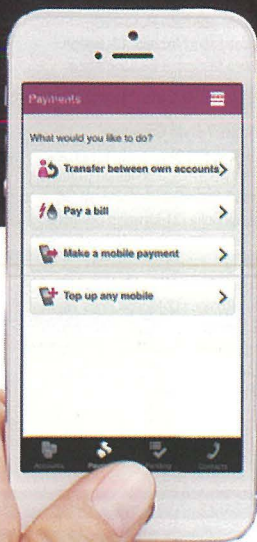 Payments
What would you like to do?
Transfer between own accounts
Pay a bill
Make a mobile payment
Top up any mobile
Accounts
Contacts